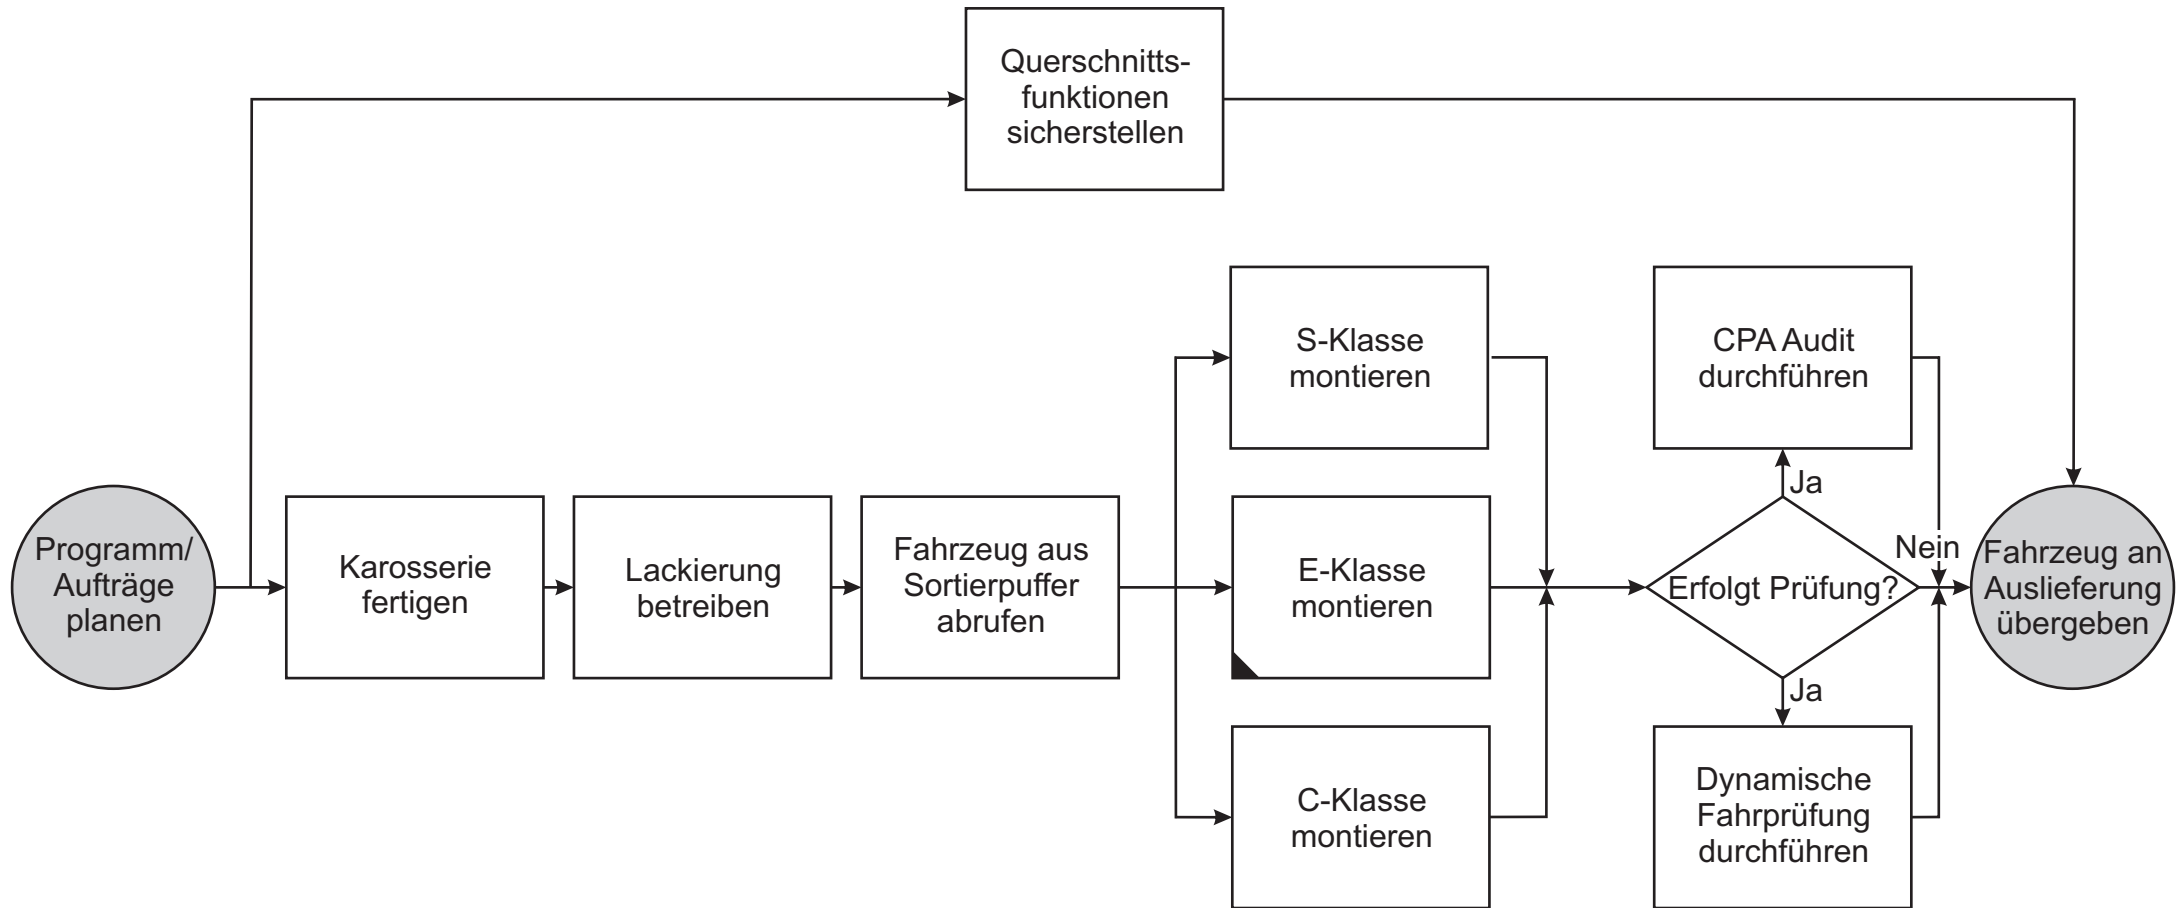 Querschnitts-
funktionen
sicherstellen
Programm/
Aufträge
planen
Karosserie
fertigen
Lackierung
betreiben
Fahrzeug aus
Sortierpuffer
abrufen
S-Klasse
montieren
E-Klasse
montieren
C-Klasse
montieren
CPA Audit
durchführen
Ja
Erfolgt Prüfung?
Nein
Ja
Dynamische
Fahrprüfung
durchführen
Fahrzeug an
Auslieferung
übergeben